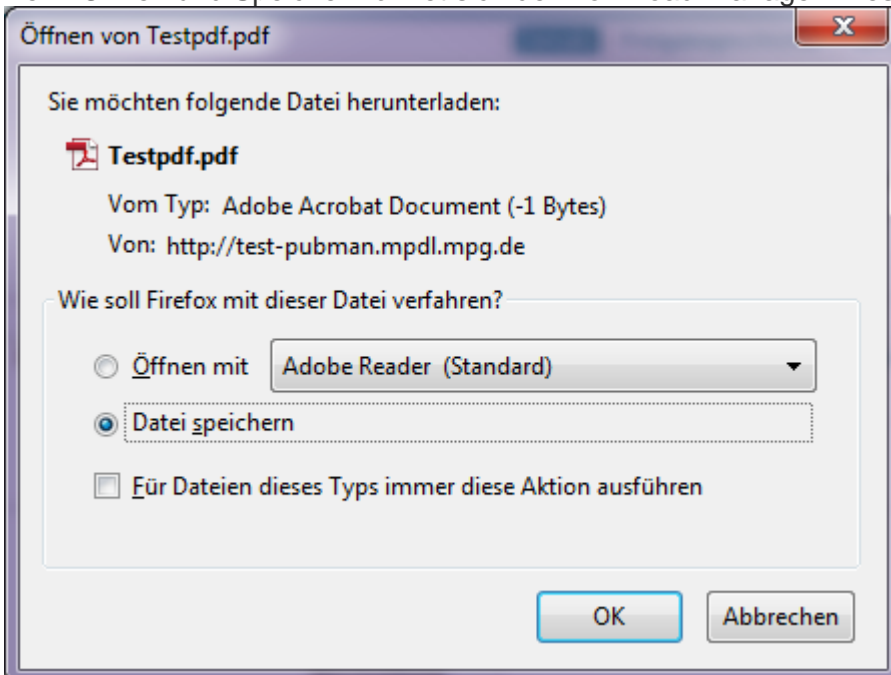 Öffnen von Testpdf.pdf
Sie möchten folgende Datei herunterladen:
Testpdf.pdf
Vom Typ: Adobe Acrobat Document (-1 Bytes)
Von: http://test-pubman.mpdl.mpg.de
Wie soll Firefox mit dieser Datei verfahren?
Öffnen mit Adobe Reader (Standard)
Datei speichern
Für Dateien dieses Typs immer diese Aktion ausführen
OK Abbrechen